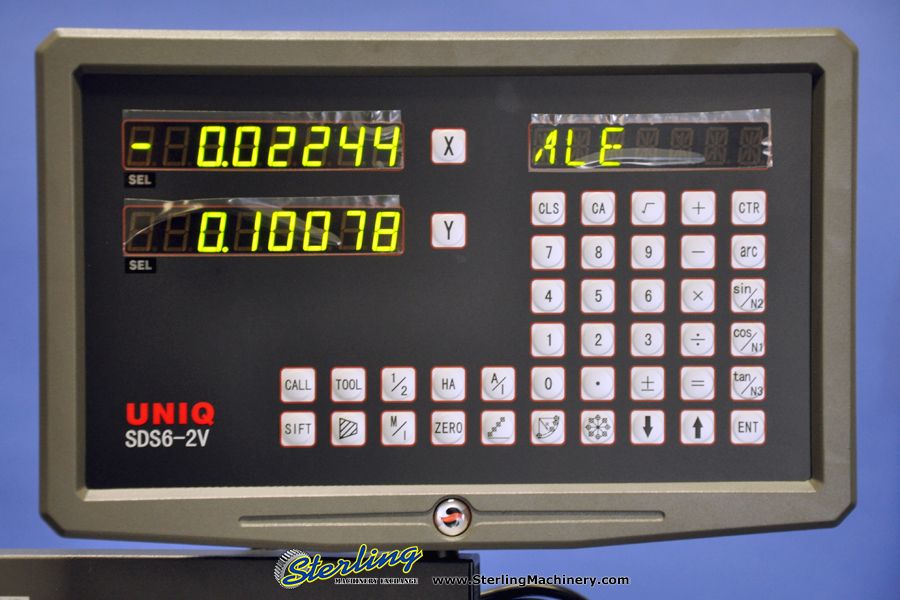 - 0.02244 X ALE
SEL
0.10078 Y
SEL
CLS CA √ + CTR
7 8 9 − arc
4 5 6 × sin/N2
1 2 3 ÷ cos/N1
CALL TOOL 1/2 HA A/I 0 · ± = tan/N3
UNIQ
SDS6-2V
SIFT M/I ZERO ENT
Sterling
MACHINERY EXCHANGE
www.SterlingMachinery.com